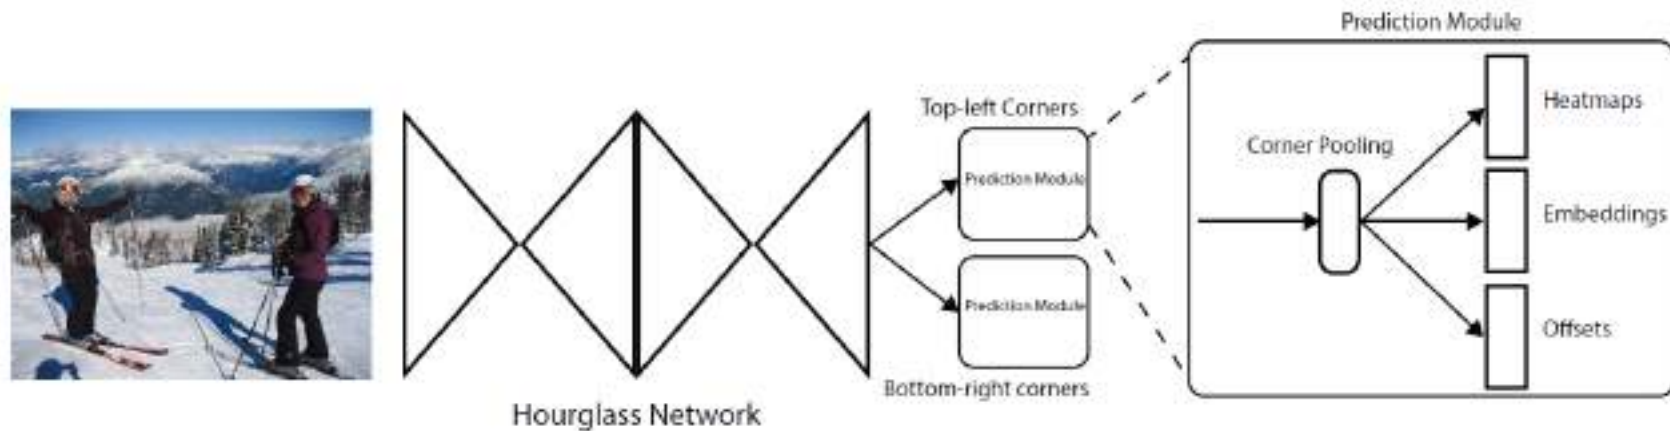 Prediction Module
Top-left Corners
Heatmaps
Corner Pooling
Prediction Module
Embeddings
Prediction Module
Offsets
Bottom-right corners
Hourglass Network